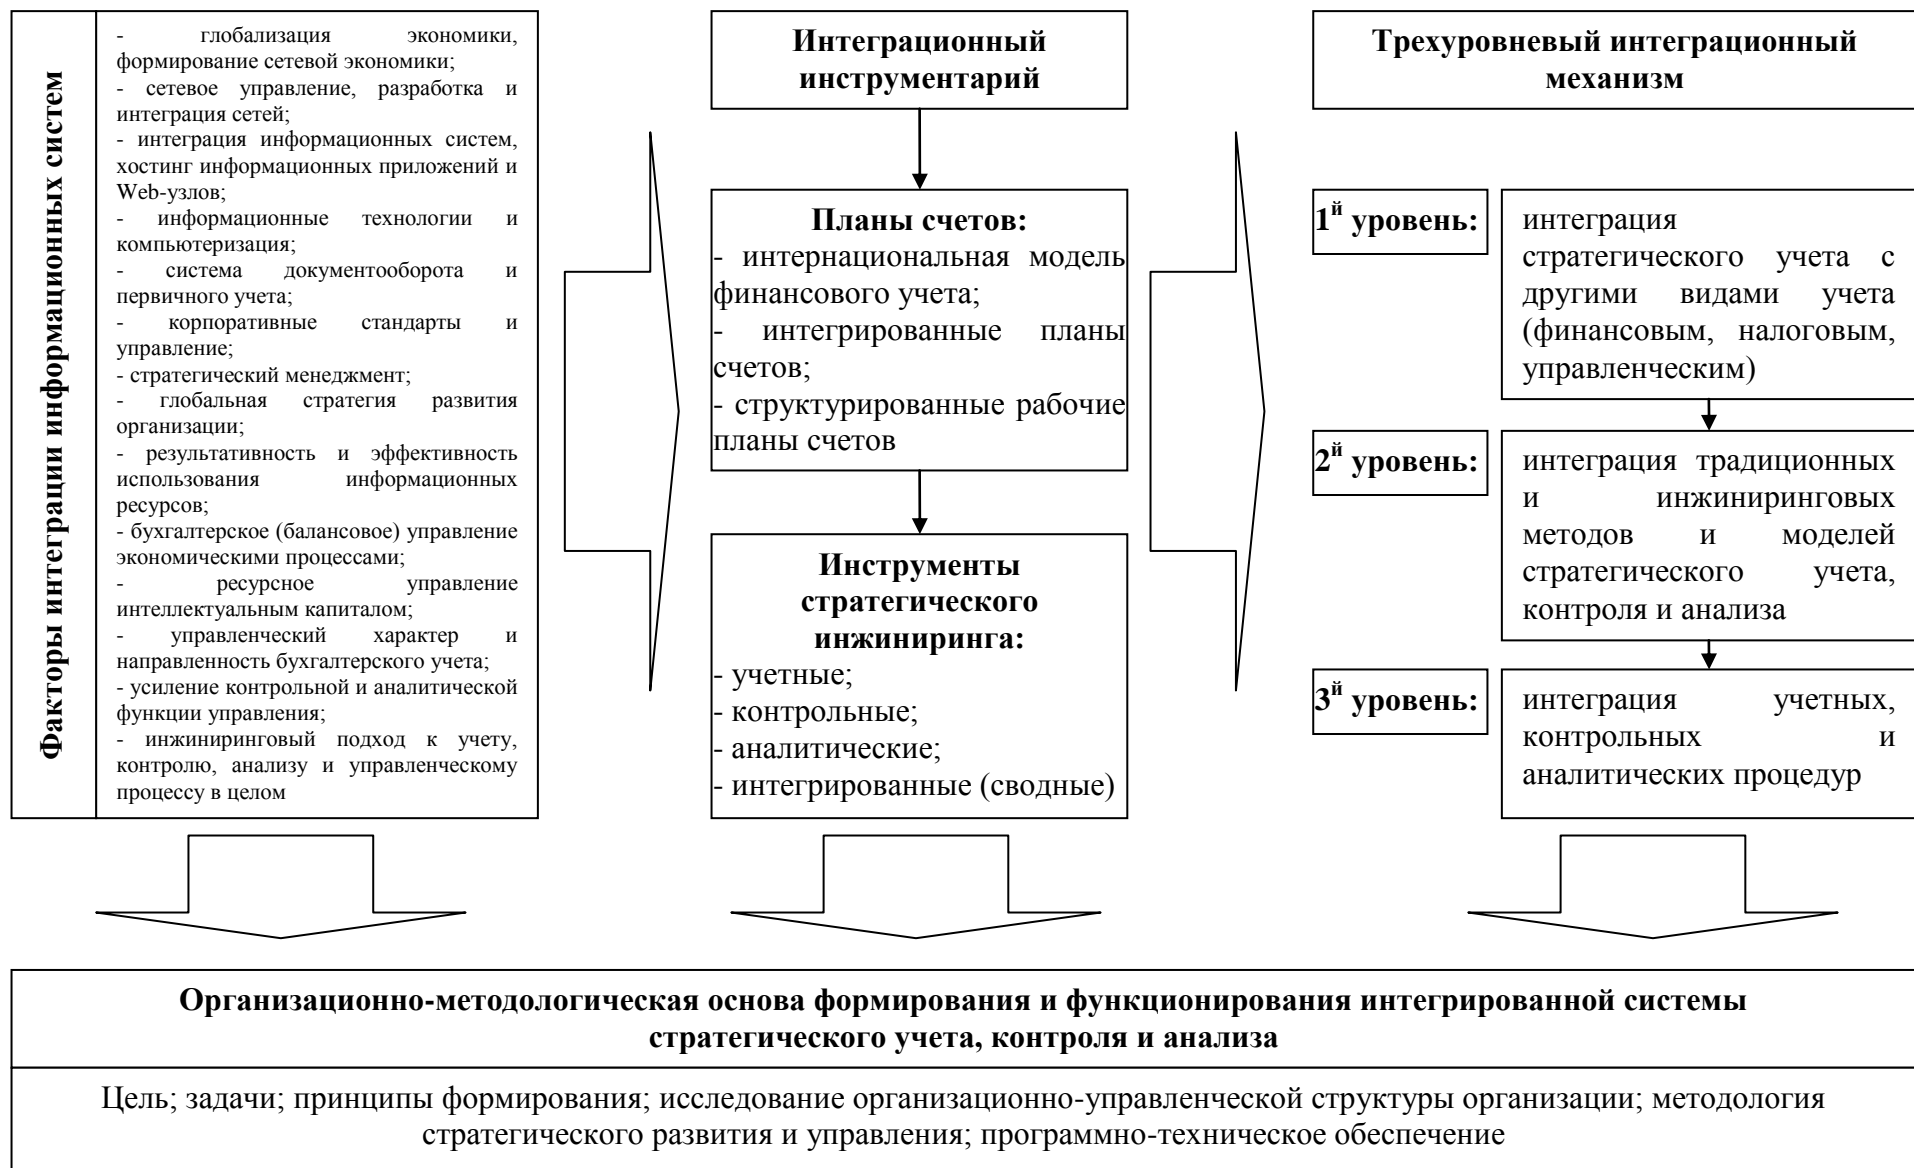 Факторы интеграции информационных систем
- глобализация экономики,
формирование сетевой экономики;
- сетевое управление, разработка и
интеграция сетей;
- интеграция информационных систем,
хостинг информационных приложений и
Web-узлов;
- информационные технологии и
компьютеризация;
- система документооборота и
первичного учета;
- корпоративные стандарты и
управление;
- стратегический менеджмент;
- глобальная стратегия развития
организации;
- результативность и эффективность
использования информационных
ресурсов;
- бухгалтерское (балансовое) управление
экономическими процессами;
- ресурсное управление
интеллектуальным капиталом;
- управленческий характер и
направленность бухгалтерского учета;
- усиление контрольной и аналитической
функции управления;
- инжиниринговый подход к учету,
контролю, анализу и управленческому
процессу в целом
Интеграционный
инструментарий
Планы счетов:
- интернациональная модель
финансового учета;
- интегрированные планы
счетов;
- структурированные рабочие
планы счетов
Инструменты
стратегического
инжиниринга:
- учетные;
- контрольные;
- аналитические;
- интегрированные (сводные)
Трехуровневый интеграционный
механизм
1й уровень:
интеграция
стратегического учета с
другими видами учета
(финансовым, налоговым,
управленческим)
2й уровень:
интеграция традиционных
и инжиниринговых
методов и моделей
стратегического учета,
контроля и анализа
3й уровень:
интеграция учетных,
контрольных и
аналитических процедур
Организационно-методологическая основа формирования и функционирования интегрированной системы
стратегического учета, контроля и анализа
Цель; задачи; принципы формирования; исследование организационно-управленческой структуры организации; методология
стратегического развития и управления; программно-техническое обеспечение